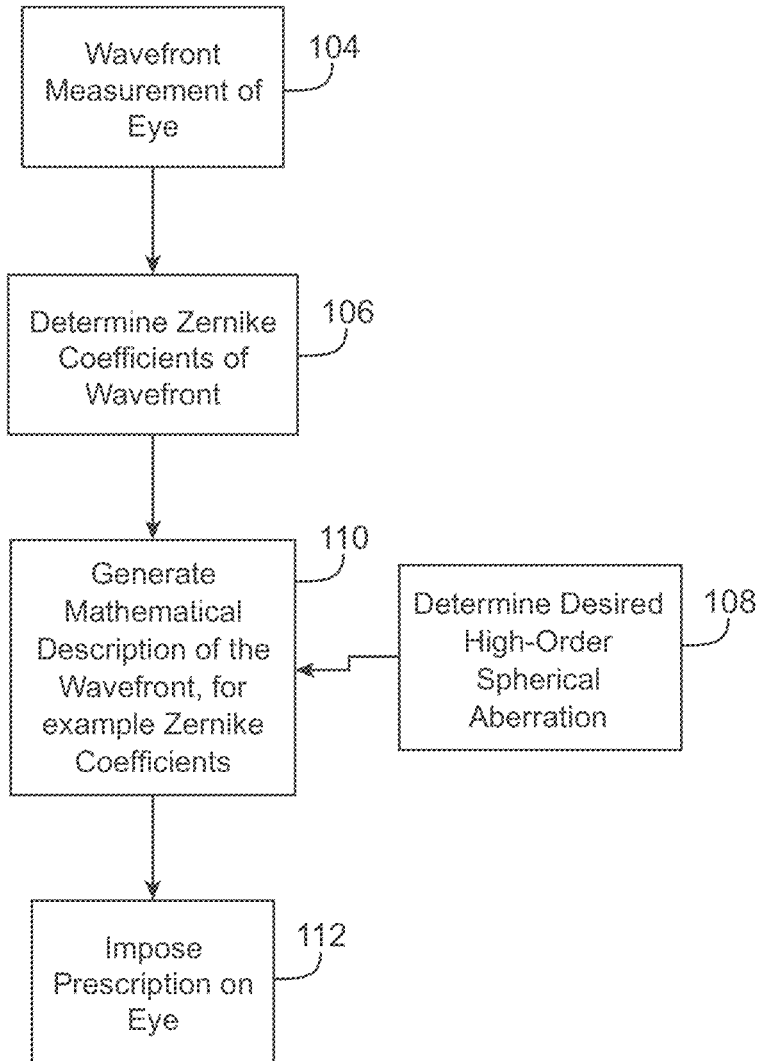 Wavefront
Measurement of
Eye
104
Determine Zernike
Coefficients of
Wavefront
106
Generate
Mathematical
Description of the
Wavefront, for
example Zernike
Coefficients
110
Determine Desired
High-Order
Spherical
Aberration
108
Impose
Prescription on
Eye
112